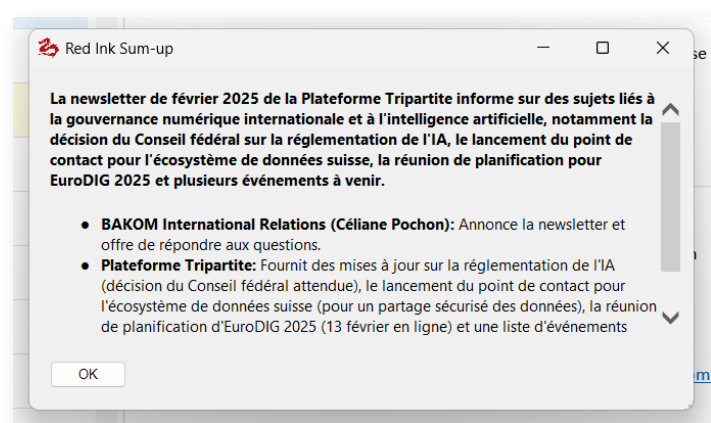 Red Ink Sum-up
se
La newsletter de février 2025 de la Plateforme Tripartite informe sur des sujets liés à
la gouvernance numérique internationale et à l'intelligence artificielle, notamment la
décision du Conseil fédéral sur la réglementation de l'IA, le lancement du point de
contact pour l'écosystème de données suisse, la réunion de planification pour
EuroDIG 2025 et plusieurs événements à venir.
● BAKOM International Relations (Céliane Pochon): Annonce la newsletter et
offre de répondre aux questions.
● Plateforme Tripartite: Fournit des mises à jour sur la réglementation de l'IA
(décision du Conseil fédéral attendue), le lancement du point de contact pour
l'écosystème de données suisse (pour un partage sécurisé des données), la réunion
de planification d'EuroDIG 2025 (13 février en ligne) et une liste d'événements
OK
om